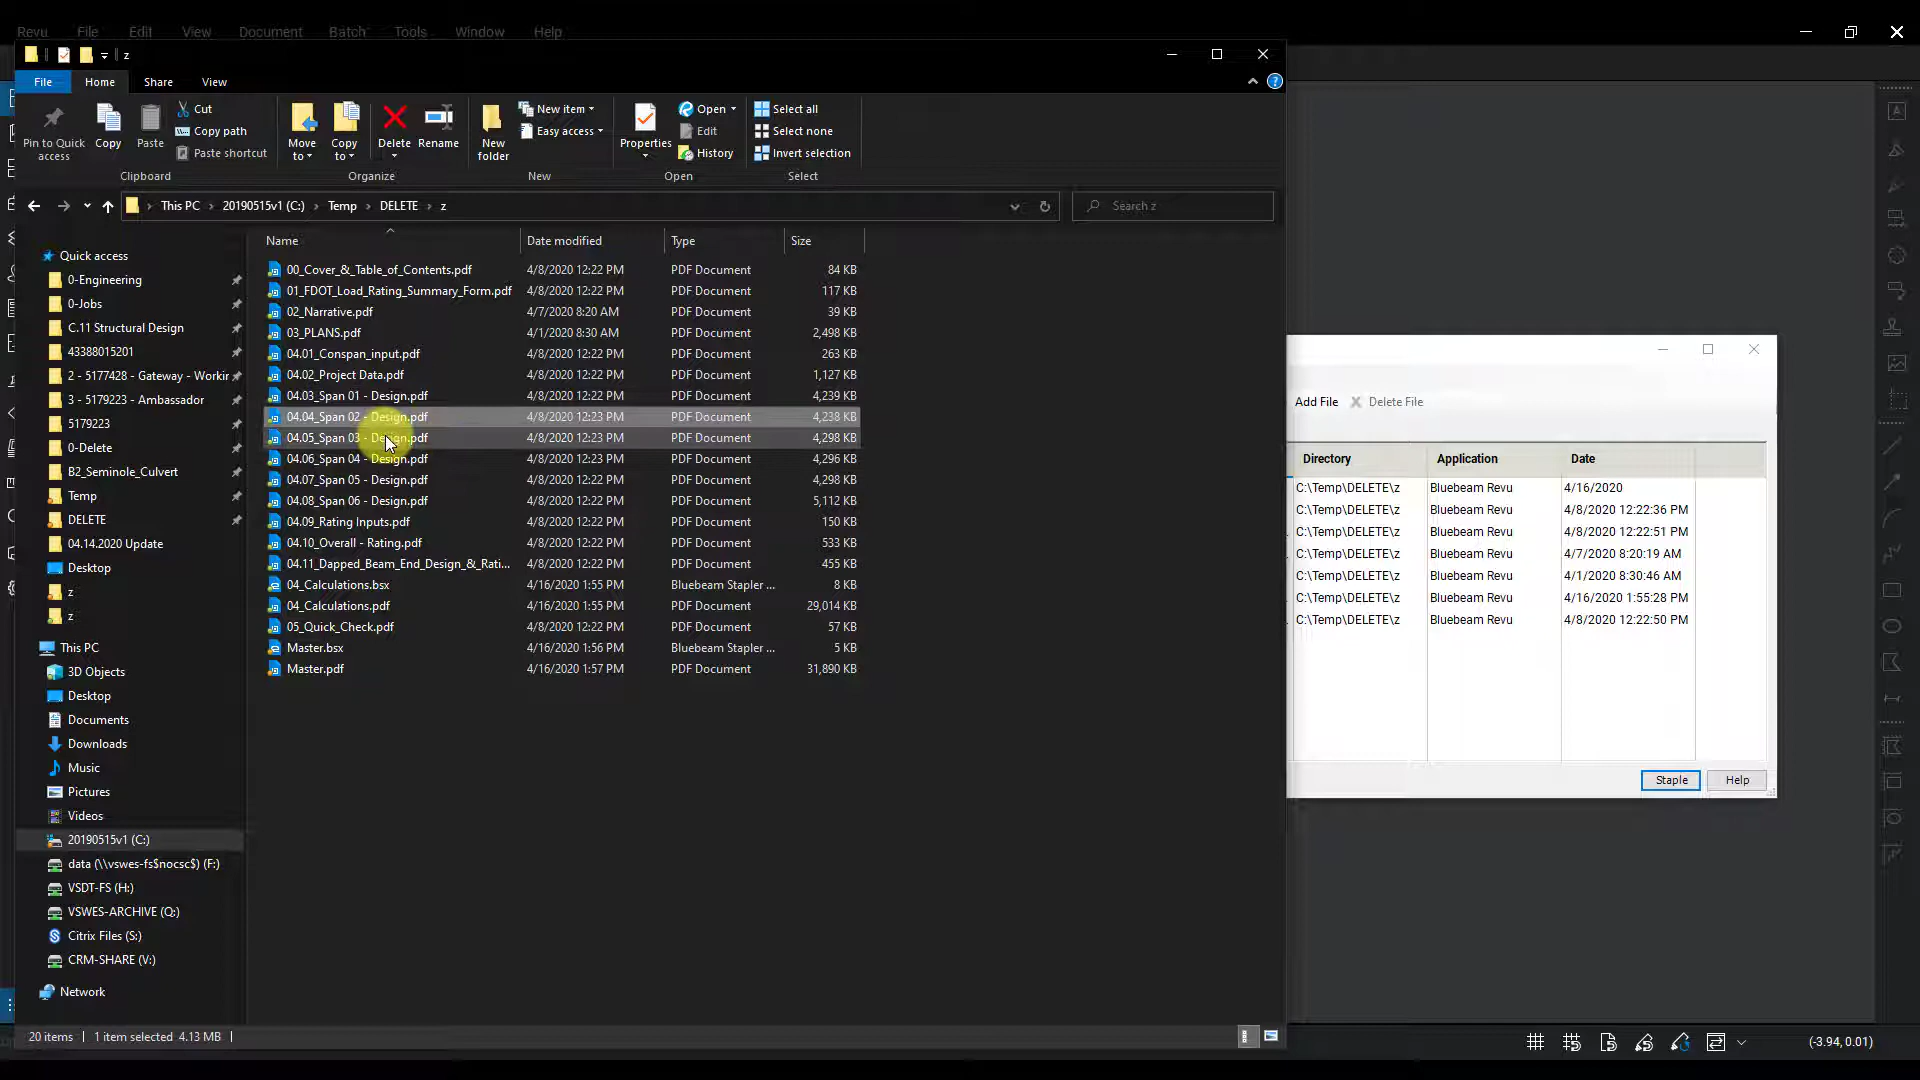 Revu File Edit View Document Batch Tools Window Help
z
File Home Share View
Pin to Quick access
Copy
Paste
Cut
Copy path
Paste shortcut
Move to
Copy to
Delete
Rename
New folder
New item
Easy access
Properties
Open
Edit
History
Select all
Select none
Invert selection
Clipboard Organize New Open Select
This PC 20190515v1 (C:) Temp DELETE z
Search z
Name Date modified Type Size
00_Cover_&_Table_of_Contents.pdf 4/8/2020 12:22 PM PDF Document 84 KB
01_FDOT_Load_Rating_Summary_Form.pdf 4/8/2020 12:22 PM PDF Document 117 KB
02_Narrative.pdf 4/7/2020 8:20 AM PDF Document 39 KB
03_PLANS.pdf 4/1/2020 8:30 AM PDF Document 2,498 KB
04.01_Conspan_input.pdf 4/8/2020 12:22 PM PDF Document 263 KB
04.02_Project Data.pdf 4/8/2020 12:22 PM PDF Document 1,127 KB
04.03_Span 01 - Design.pdf 4/8/2020 12:22 PM PDF Document 4,239 KB
04.04_Span 02 - Design.pdf 4/8/2020 12:23 PM PDF Document 4,238 KB
04.05_Span 03 - Design.pdf 4/8/2020 12:23 PM PDF Document 4,298 KB
04.06_Span 04 - Design.pdf 4/8/2020 12:23 PM PDF Document 4,296 KB
04.07_Span 05 - Design.pdf 4/8/2020 12:22 PM PDF Document 4,298 KB
04.08_Span 06 - Design.pdf 4/8/2020 12:22 PM PDF Document 5,112 KB
04.09_Rating Inputs.pdf 4/8/2020 12:22 PM PDF Document 150 KB
04.10_Overall - Rating.pdf 4/8/2020 12:22 PM PDF Document 533 KB
04.11_Dapped_Beam_End_Design_&_Rati... 4/8/2020 12:22 PM PDF Document 455 KB
04_Calculations.bsx 4/16/2020 1:55 PM Bluebeam Stapler ... 8 KB
04_Calculations.pdf 4/16/2020 1:55 PM PDF Document 29,014 KB
05_Quick_Check.pdf 4/8/2020 12:22 PM PDF Document 57 KB
Master.bsx 4/16/2020 1:56 PM Bluebeam Stapler ... 5 KB
Master.pdf 4/16/2020 1:57 PM PDF Document 31,890 KB
Quick access
0-Engineering
0-Jobs
C.11 Structural Design
43388015201
2 - 5177428 - Gateway - Workir
3 - 5179223 - Ambassador
5179223
0-Delete
B2_Seminole_Culvert
Temp
DELETE
04.14.2020 Update
Desktop
z
z
This PC
3D Objects
Desktop
Documents
Downloads
Music
Pictures
Videos
20190515v1 (C:)
data (\\vswes-fs$nocsc$) (F:)
VSDT-FS (H:)
VSWES-ARCHIVE (Q:)
Citrix Files (S:)
CRM-SHARE (V:)
Network
20 items 1 item selected 4.13 MB
Add File Delete File
Directory Application Date
C:\Temp\DELETE\z Bluebeam Revu 4/16/2020
C:\Temp\DELETE\z Bluebeam Revu 4/8/2020 12:22:36 PM
C:\Temp\DELETE\z Bluebeam Revu 4/8/2020 12:22:51 PM
C:\Temp\DELETE\z Bluebeam Revu 4/7/2020 8:20:19 AM
C:\Temp\DELETE\z Bluebeam Revu 4/1/2020 8:30:46 AM
C:\Temp\DELETE\z Bluebeam Revu 4/16/2020 1:55:28 PM
C:\Temp\DELETE\z Bluebeam Revu 4/8/2020 12:22:50 PM
Staple Help
(-3.94, 0.01)